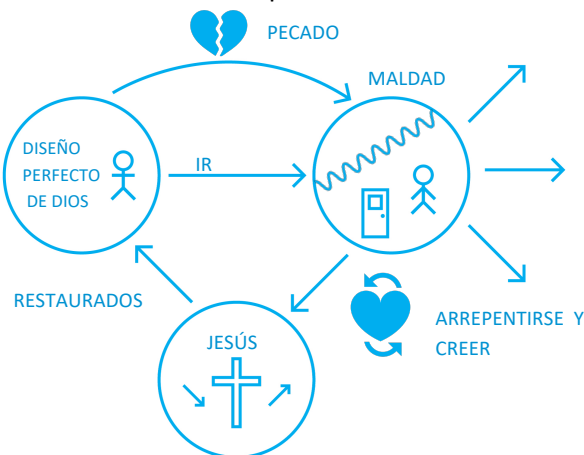 PECADO
MALDAD
DISEÑO
PERFECTO
DE DIOS
IR
RESTAURADOS
JESÚS
ARREPENTIRSE Y
CREER